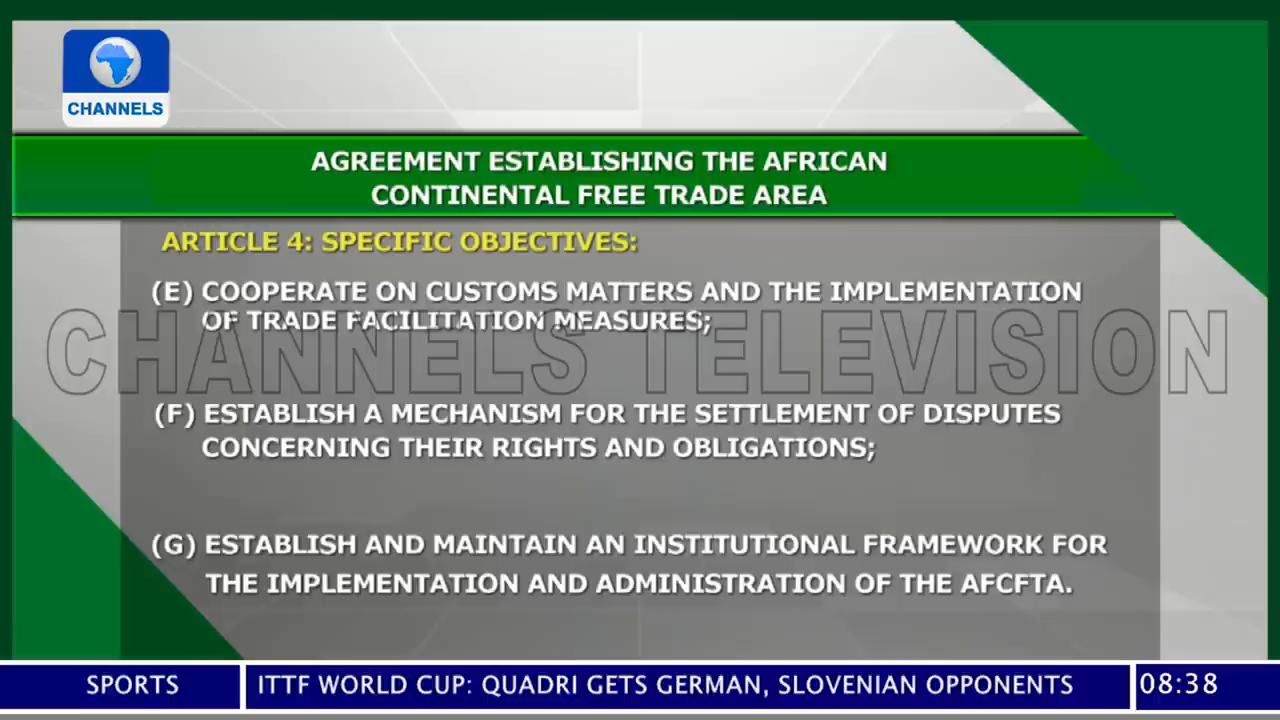 CHANNELS
AGREEMENT ESTABLISHING THE AFRICAN
CONTINENTAL FREE TRADE AREA
ARTICLE 4: SPECIFIC OBJECTIVES:
(E) COOPERATE ON CUSTOMS MATTERS AND THE IMPLEMENTATION
OF TRADE FACILITATION MEASURES;
CHANNELS TELEVISION
(F) ESTABLISH A MECHANISM FOR THE SETTLEMENT OF DISPUTES
CONCERNING THEIR RIGHTS AND OBLIGATIONS;
(G) ESTABLISH AND MAINTAIN AN INSTITUTIONAL FRAMEWORK FOR
THE IMPLEMENTATION AND ADMINISTRATION OF THE AFCFTA.
SPORTS
ITTF WORLD CUP: QUADRI GETS GERMAN, SLOVENIAN OPPONENTS
08:38